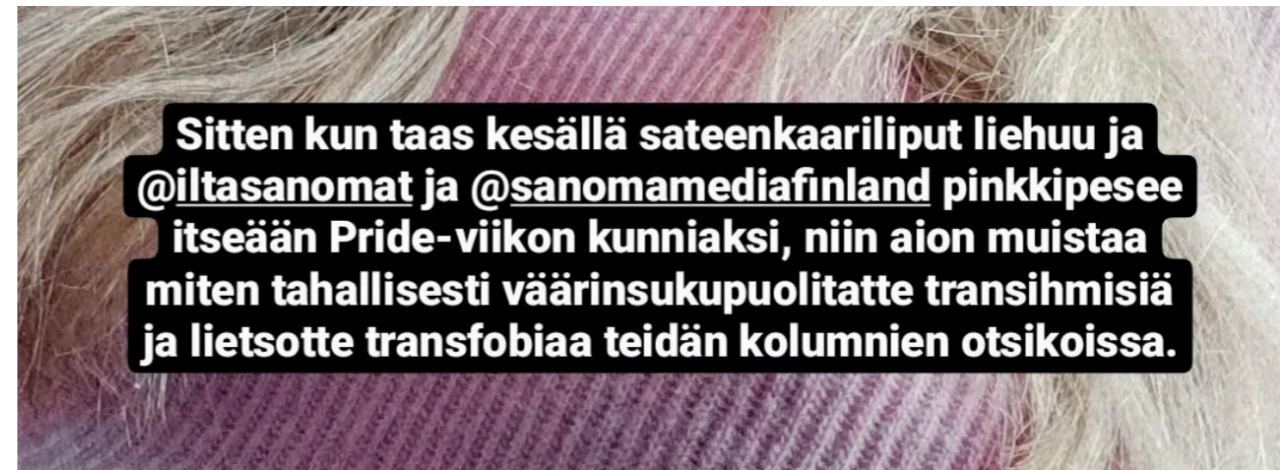 Sitten kun taas kesällä sateenkaariliput liehuu ja
@iltasanomat ja @sanomamediafinland pinkkipesee
itseään Pride-viikon kunniaksi, niin aion muistaa
miten tahallisesti väärinsukupuolitatte transihmisiä
ja lietsotte transfobiaa teidän kolumnien otsikoissa.